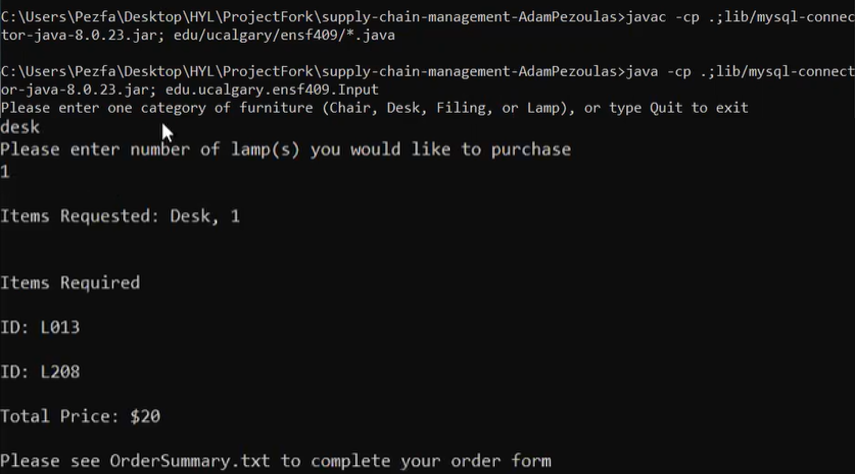 C:\Users\Pezfa\Desktop\HYL\ProjectFork\supply-chain-management-AdamPezoulas>javac -cp .;lib/mysql-connec
tor-java-8.0.23.jar; edu/ucalgary/ensf409/*.java
C:\Users\Pezfa\Desktop\HYL\ProjectFork\supply-chain-management-AdamPezoulas>java -cp .;lib/mysql-connect
or-java-8.0.23.jar; edu.ucalgary.ensf409.Input
Please enter one category of furniture (Chair, Desk, Filing, or Lamp), or type Quit to exit
desk
Please enter number of lamp(s) you would like to purchase
1
Items Requested: Desk, 1
Items Required
ID: L013
ID: L208
Total Price: $20
Please see OrderSummary.txt to complete your order form